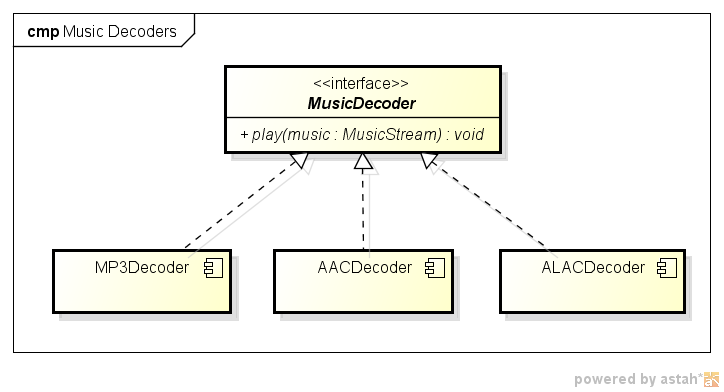 cmp Music Decoders
<<interface>>
MusicDecoder
+ play(music : MusicStream) : void
MP3Decoder
AACDecoder
ALACDecoder
powered by astah*